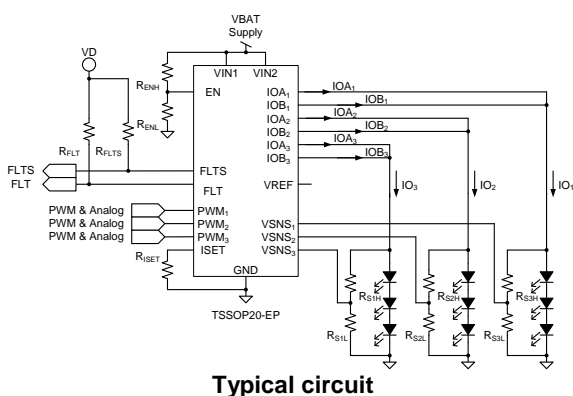 VBAT
Supply
VD
VIN1 VIN2
RENH
EN
RENL
RFLT RFLTS
FLTS
FLT
FLTS
FLT
PWM & Analog
PWM & Analog
PWM & Analog
PWM1
PWM2
PWM3
ISET
RISET
GND
TSSOP20-EP
IOA1
IOB1
IOA2
IOB2
IOA3
IOB3
VREF
VSNS1
VSNS2
VSNS3
IOA1
IOB1
IOA2
IOB2
IOA3
IOB3
IO3 IO2 IO1
RS1H RS2H RS3H
RS1L RS2L RS3L
Typical circuit